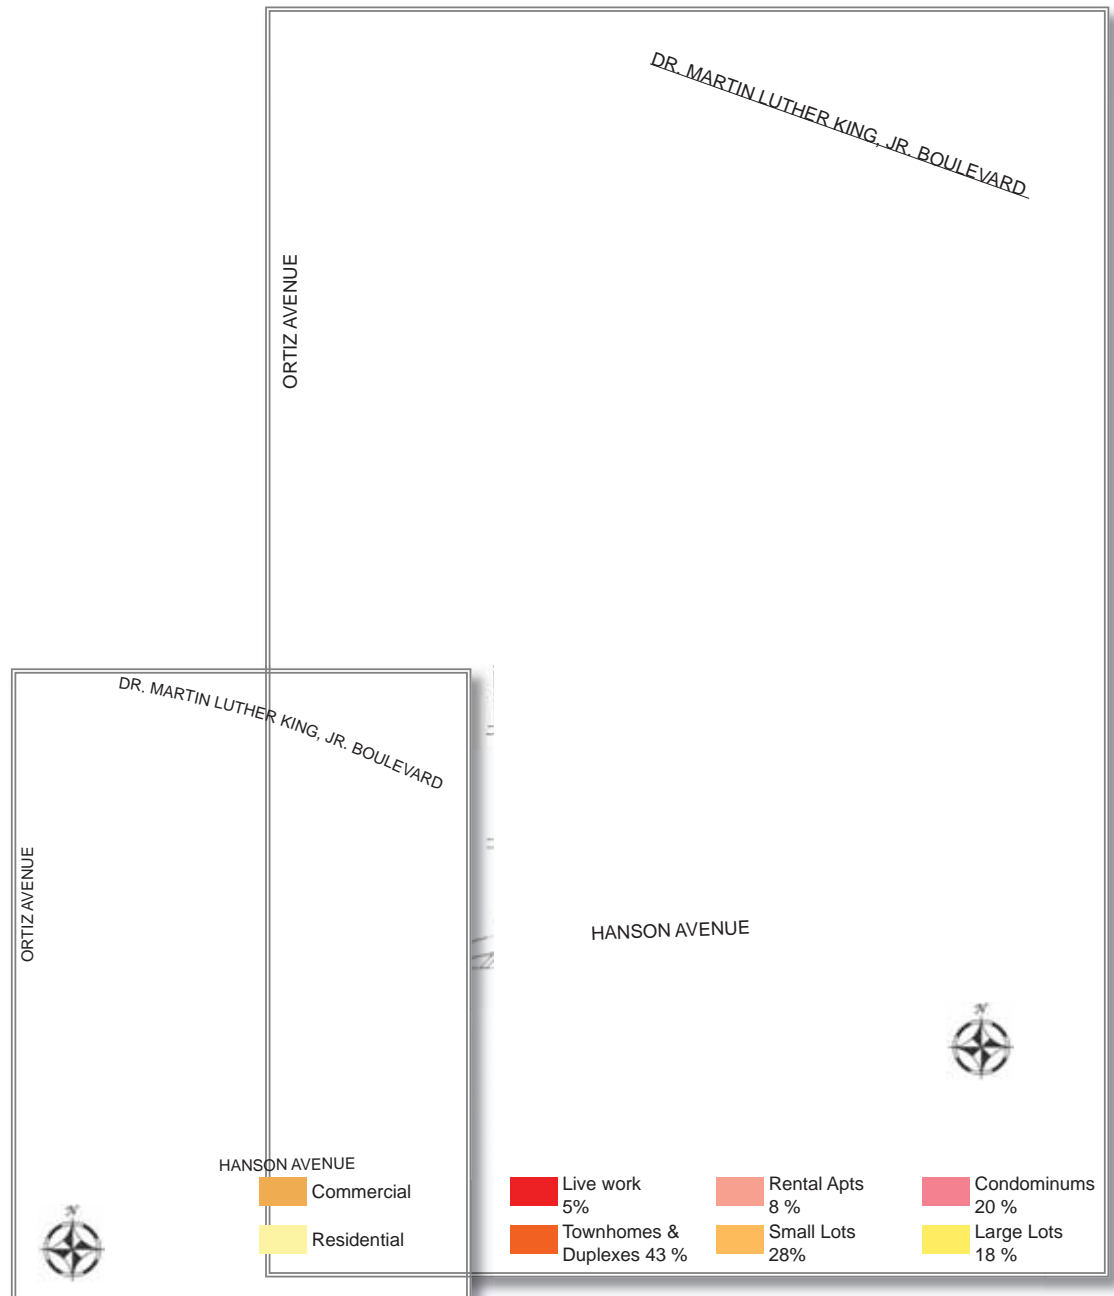 DR. MARTIN LUTHER KING, JR. BOULEVARD
ORTIZ AVENUE
DR. MARTIN LUTHER KING, JR. BOULEVARD
ORTIZ AVENUE
HANSON AVENUE
N
HANSON AVENUE
N
Commercial
Residential
Live work
5%
Townhomes &
Duplexes 43 %
Rental Apts
8 %
Small Lots
28%
Condominums
20 %
Large Lots
18 %